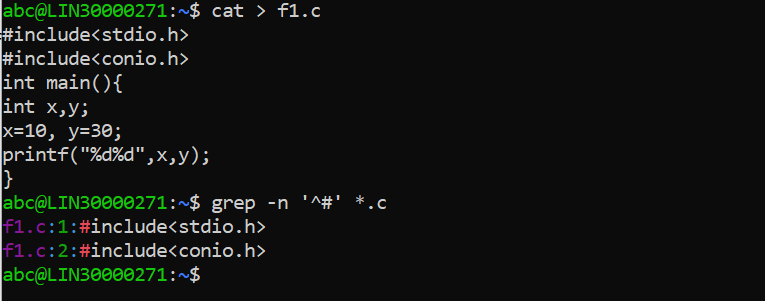 abc@LIN30000271:~$ cat > f1.c
#include<stdio.h>
#include<conio.h>
int main(){
int x,y;
x=10, y=30;
printf("%d%d",x,y);
}
abc@LIN30000271:~$ grep -n '^#' *.c
f1.c:1:#include<stdio.h>
f1.c:2:#include<conio.h>
abc@LIN30000271:~$